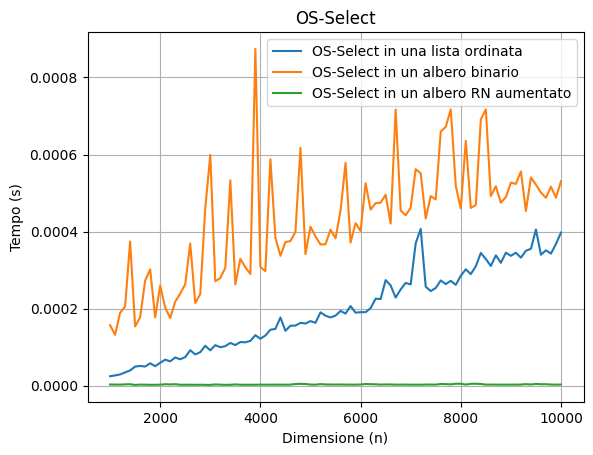 OS-Select
OS-Select in una lista ordinata
OS-Select in un albero binario
OS-Select in un albero RN aumentato
Tempo (s)
0.0008
0.0006
0.0004
0.0002
0.0000
2000 4000 6000 8000 10000
Dimensione (n)